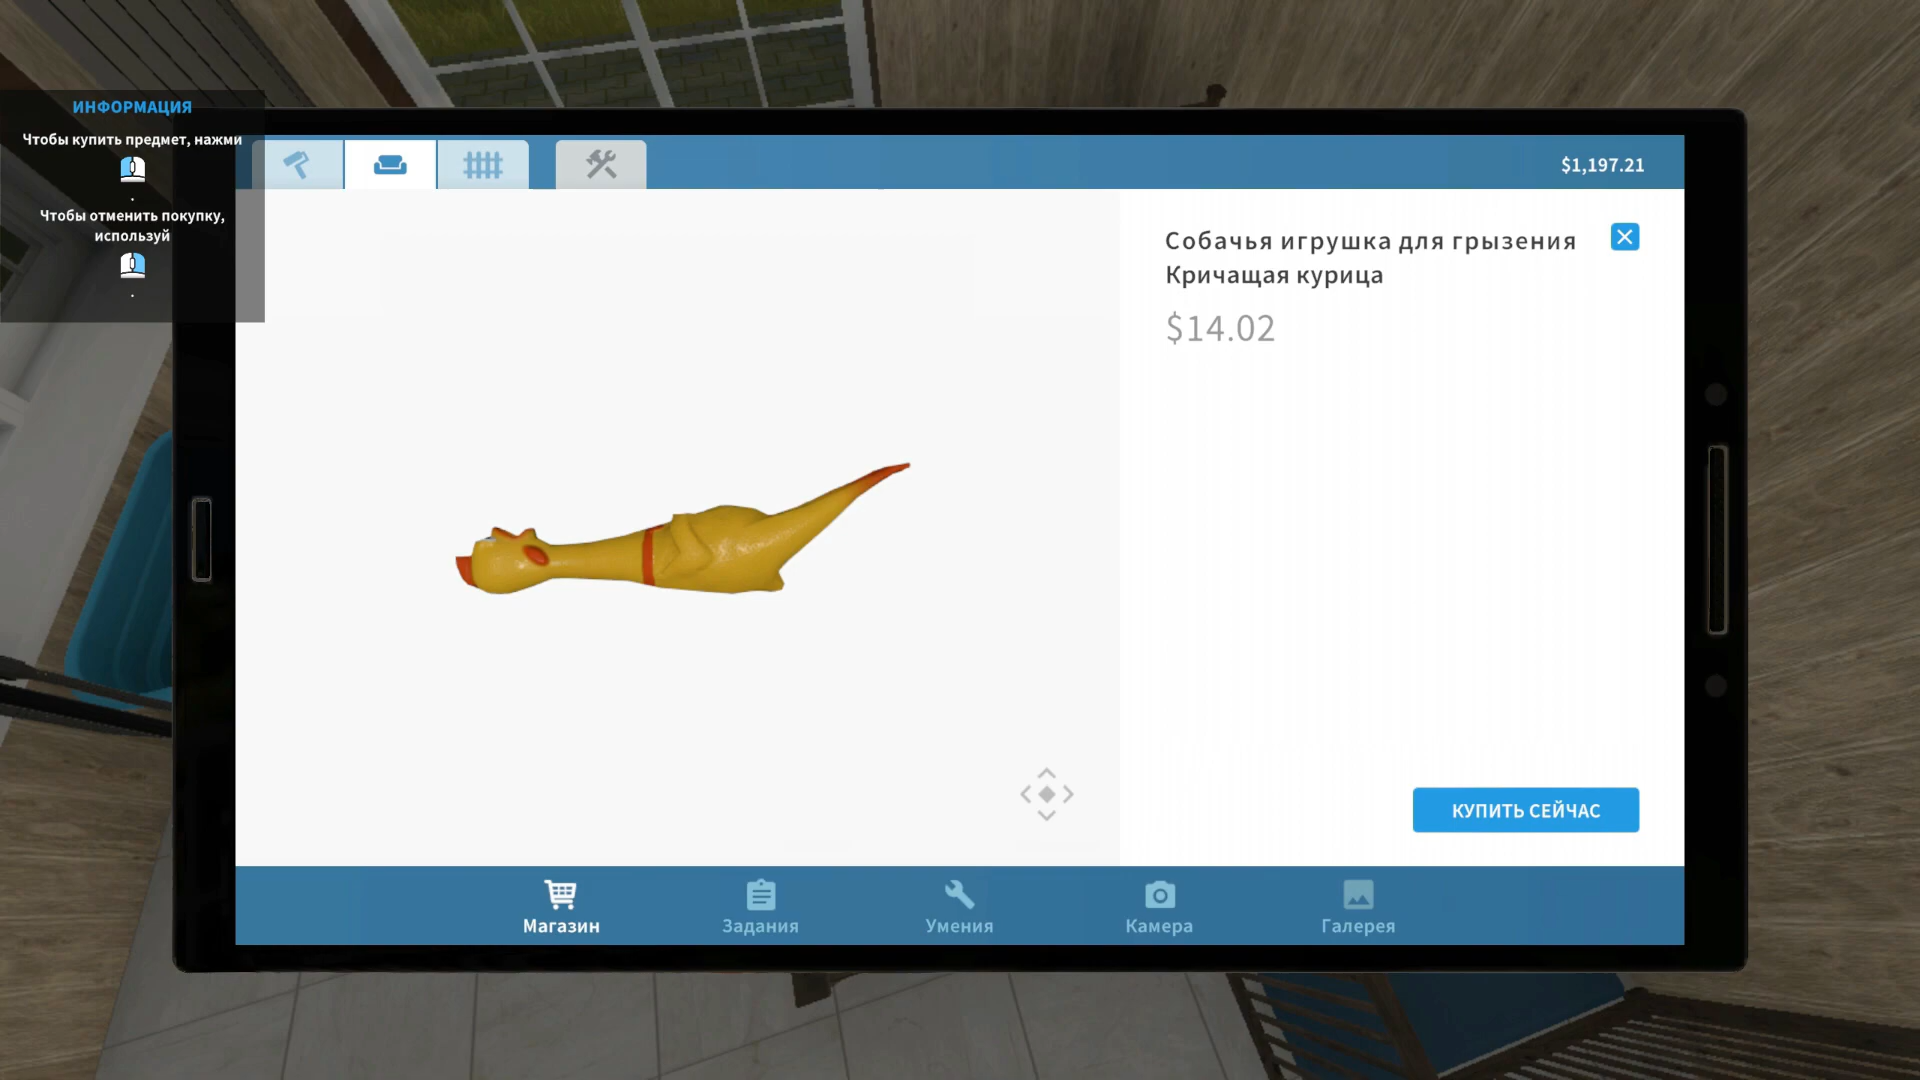 ИНФОРМАЦИЯ
Чтобы купить предмет, нажми
.
Чтобы отменить покупку,
используй
.
$1,197.21
Собачья игрушка для грызения
Кричащая курица
$14.02
КУПИТЬ СЕЙЧАС
Магазин
Задания
Умения
Камера
Галерея